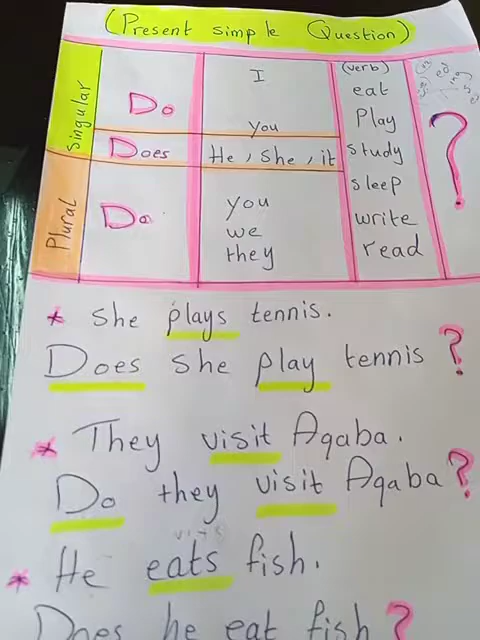 (Present simple Question)
Singular
Do
I
you
Does
He, She, it
Plural
Do
you
we
they
(verb)
eat
Play
study
sleep
write
read
?
* She plays tennis.
Does she play tennis ?
* They visit Aqaba.
Do they visit Aqaba?
* He eats fish.
Does he eat fish?